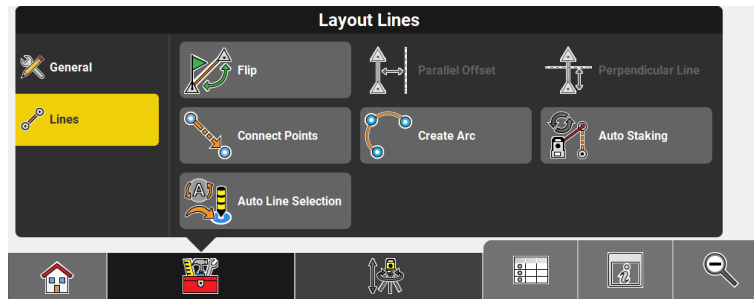 Layout Lines
General
Lines
Flip
Parallel Offset
Perpendicular Line
Connect Points
Create Arc
Auto Staking
Auto Line Selection